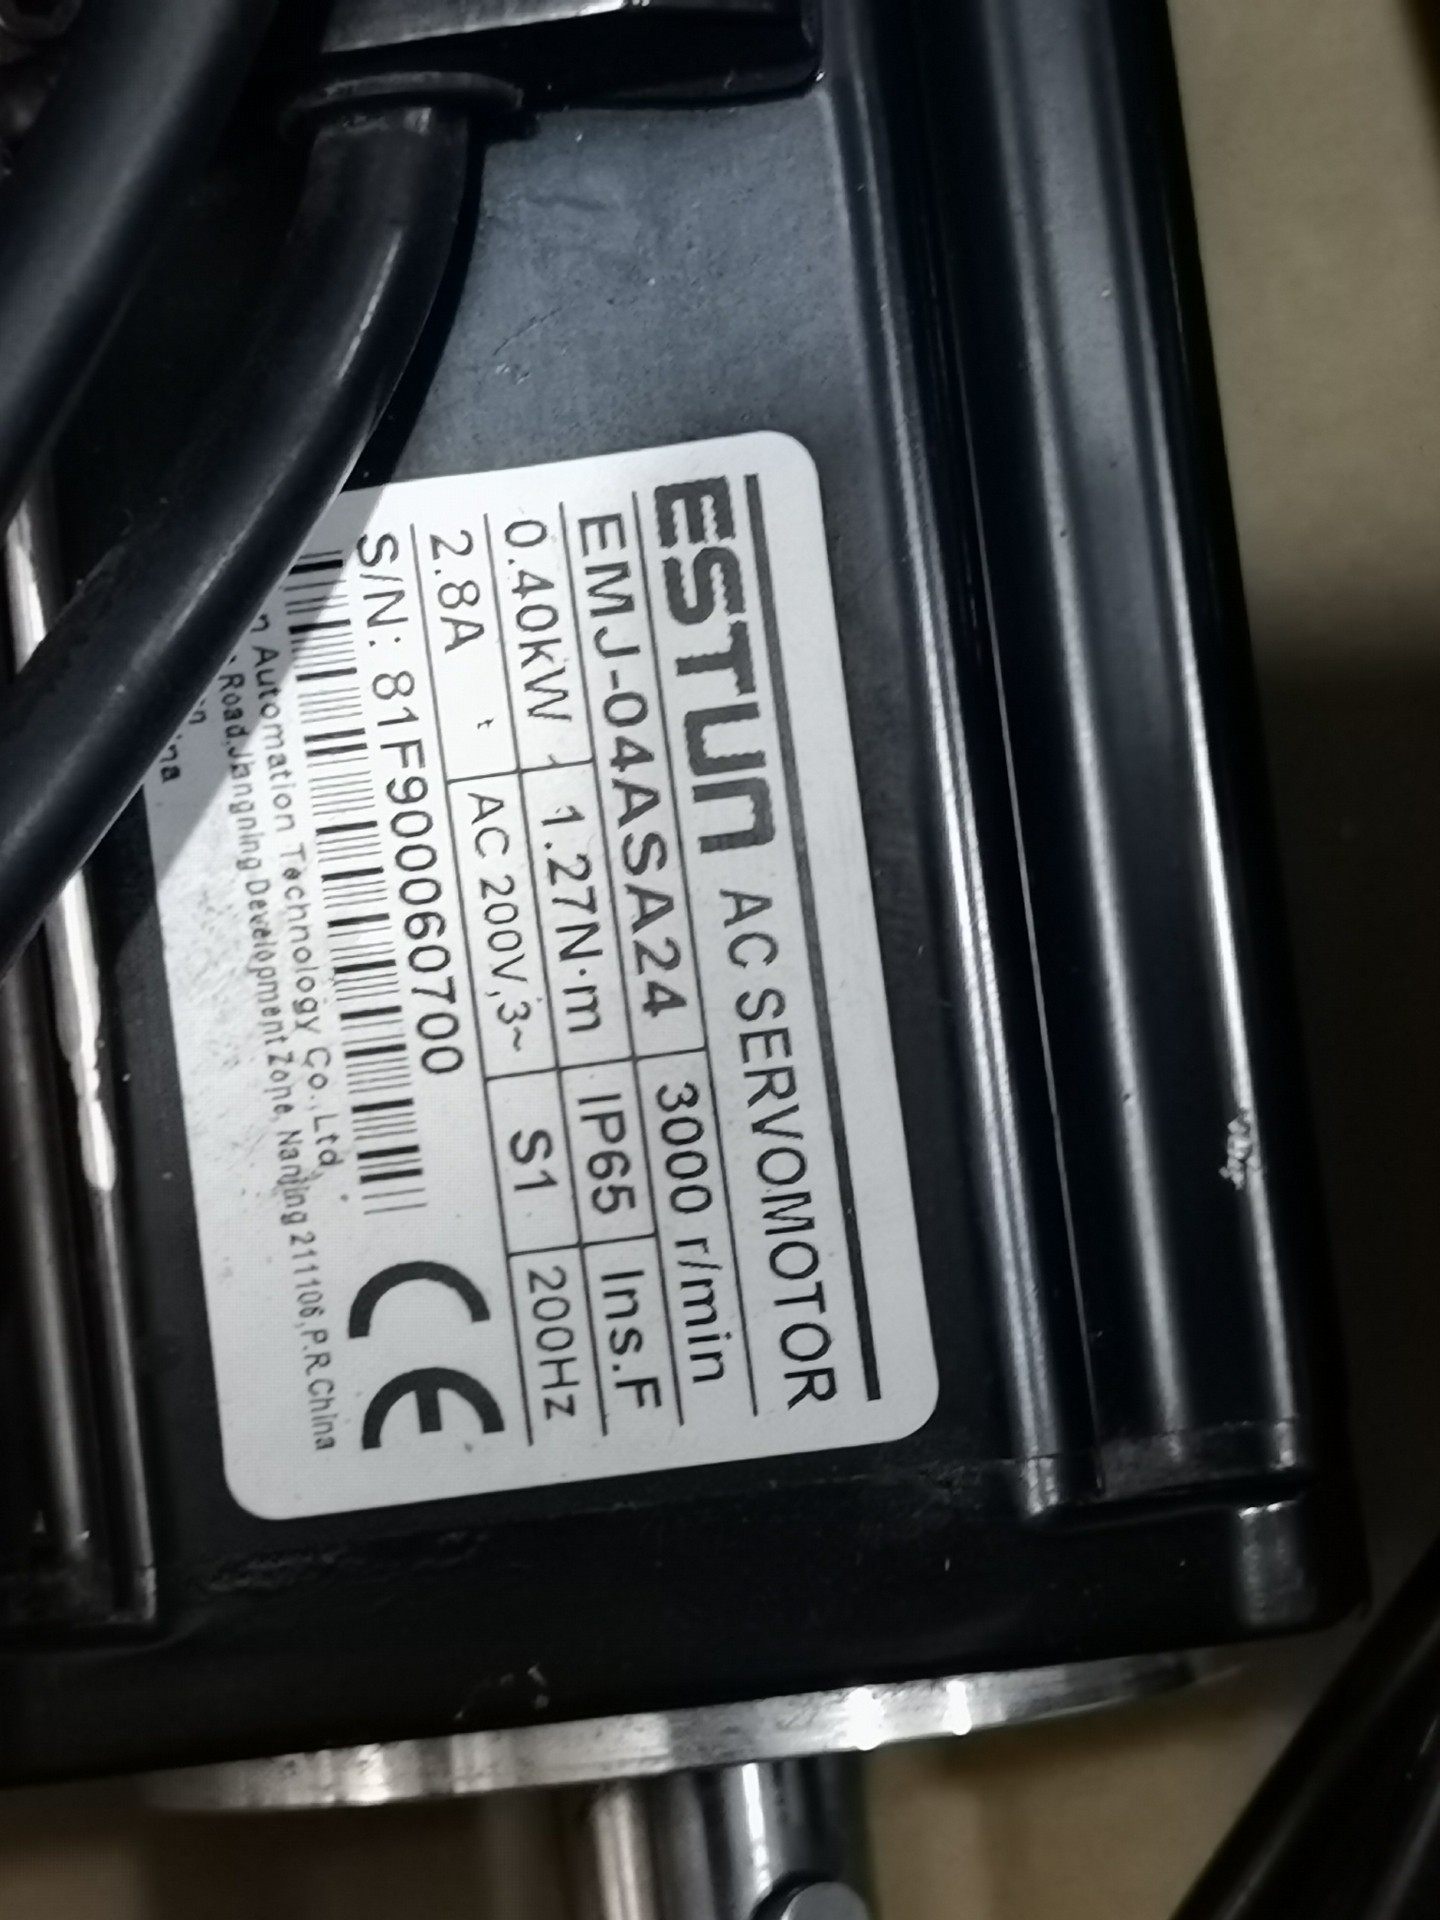 ESTUN AC SERVOMOTOR
EMJ-04ASA24 3000 r/min
0.40kW 1.27N·m IP65 Ins.F
2.8A AC 200V,3~ S1 200Hz
S/N: 81F90060700
CE
Automation Technology Co.,Ltd.
Road,Jiangning Development Zone, Nanjing 211106,P.R.China